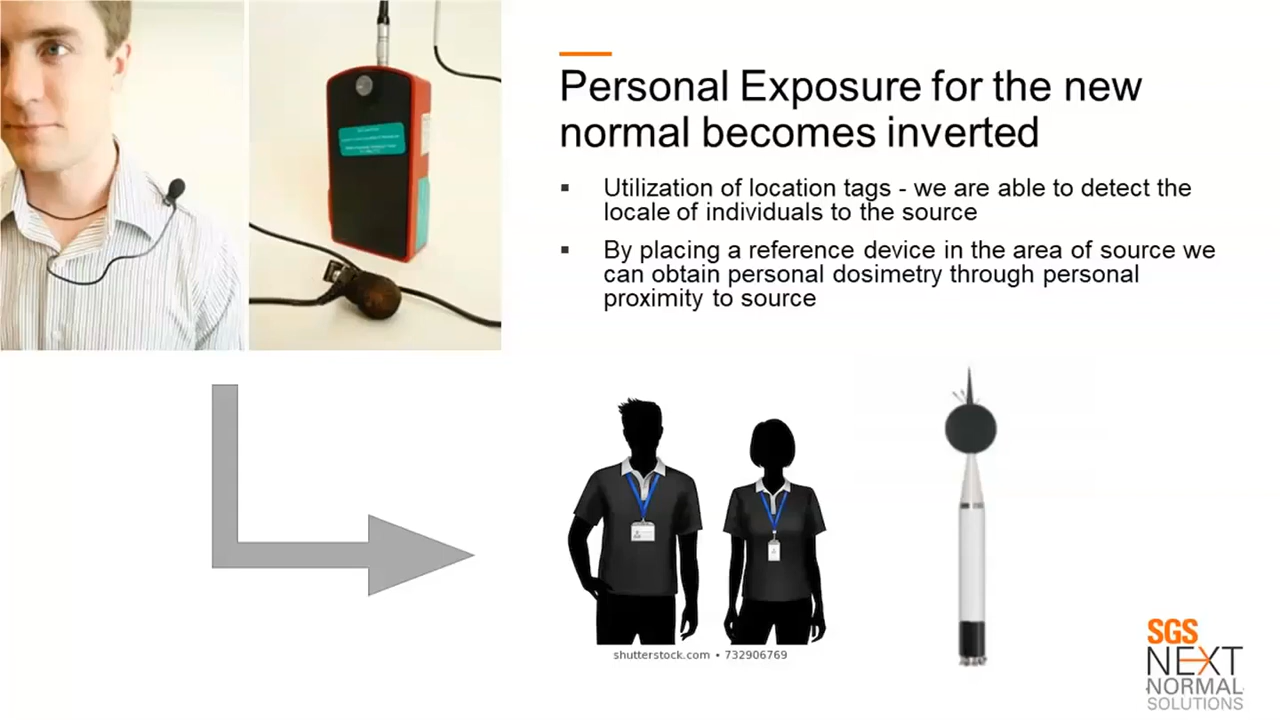 Personal Exposure for the new
normal becomes inverted
▪ Utilization of location tags - we are able to detect the
locale of individuals to the source
▪ By placing a reference device in the area of source we
can obtain personal dosimetry through personal
proximity to source
shutterstock.com • 732906769
SGS
NEXT
NORMAL
SOLUTIONS